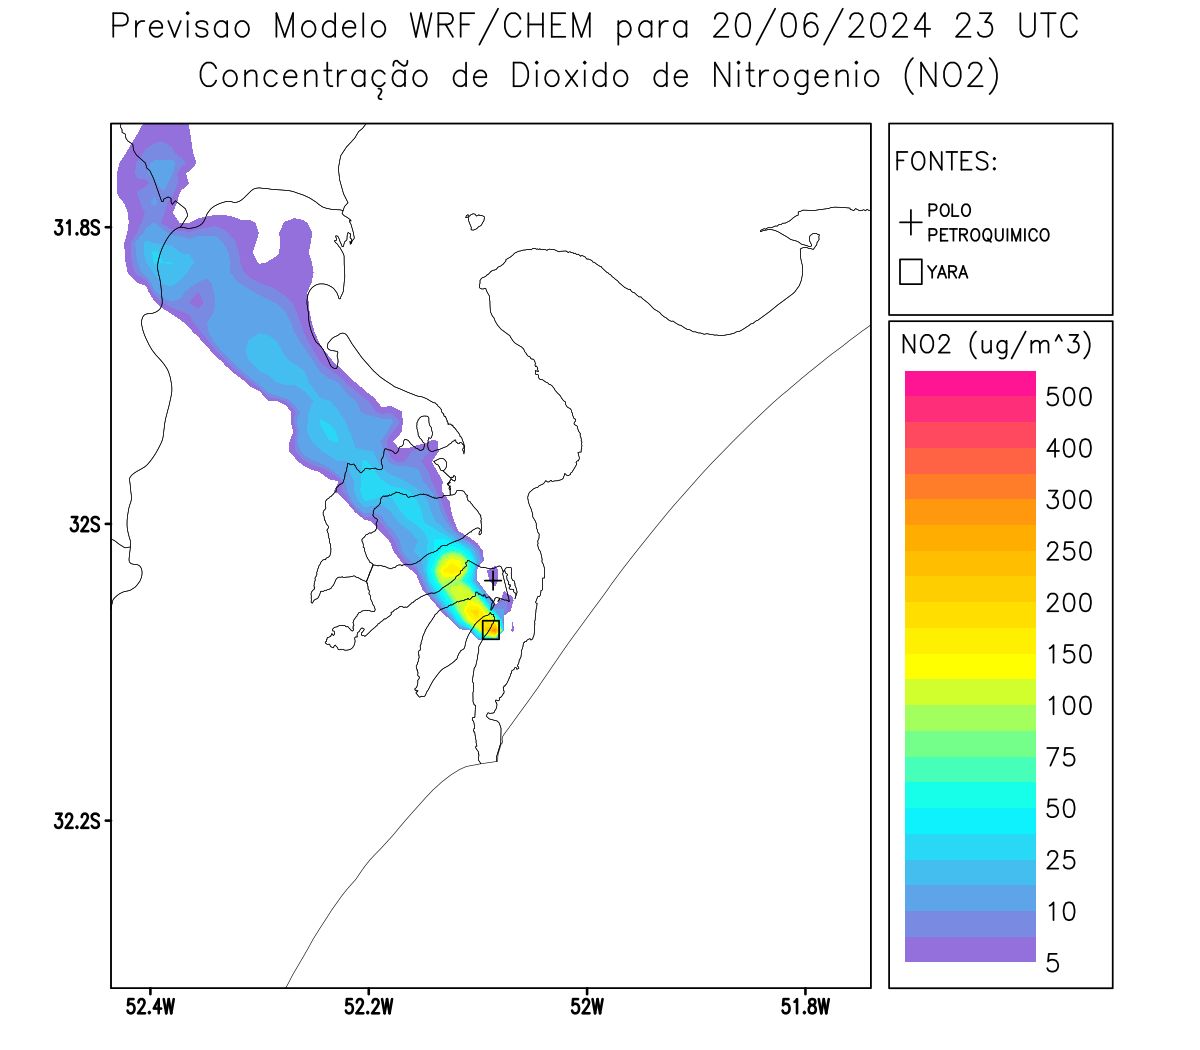 Previsao Modelo WRF/CHEM para 20/06/2024 23 UTC
Concentração de Dioxido de Nitrogenio (NO2)
FONTES:
POLO
PETROQUIMICO
YARA
NO2 (ug/m^3)
500
400
300
250
200
150
100
75
50
25
10
5
31.8S
32S
32.2S
52.4W
52.2W
52W
51.8W